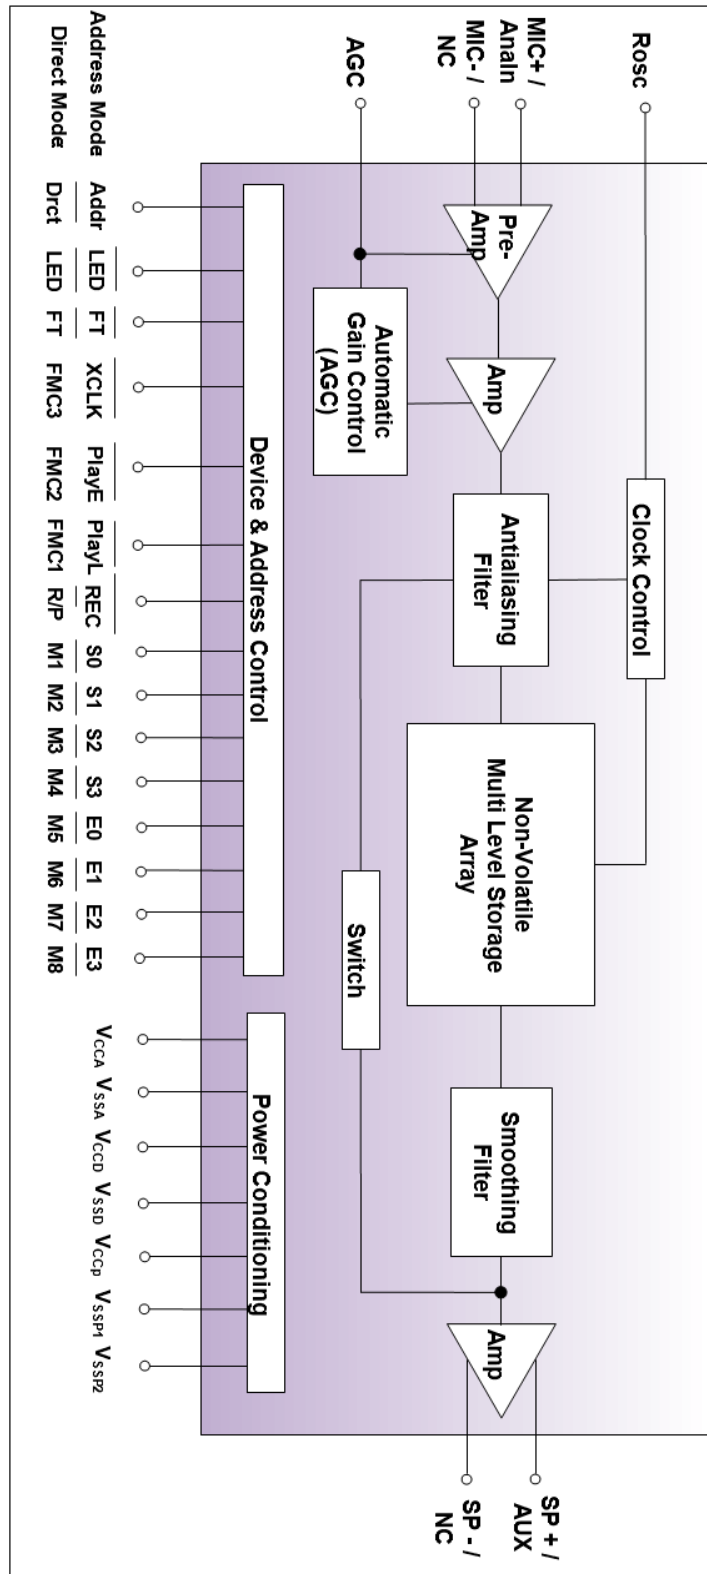 Rosc
MIC+ /
AnaIn
MIC- /
NC
AGC
Pre-
Amp
Automatic
Gain Control
(AGC)
Amp
Clock Control
Antialiasing
Filter
Non-Volatile
Multi Level Storage
Array
Switch
Smoothing
Filter
Amp
SP + /
AUX
SP - /
NC
Device & Address Control
Power Conditioning
Address Mode Addr LED FT XCLK PlayE PlayL REC S0 S1 S2 S3 E0 E1 E2 E3
Direct Mode Drct LED FT FMC3 FMC2 FMC1 R/P M1 M2 M3 M4 M5 M6 M7 M8
VCCA VSSA VCCD VSSD VCCp VSSP1 VSSP2